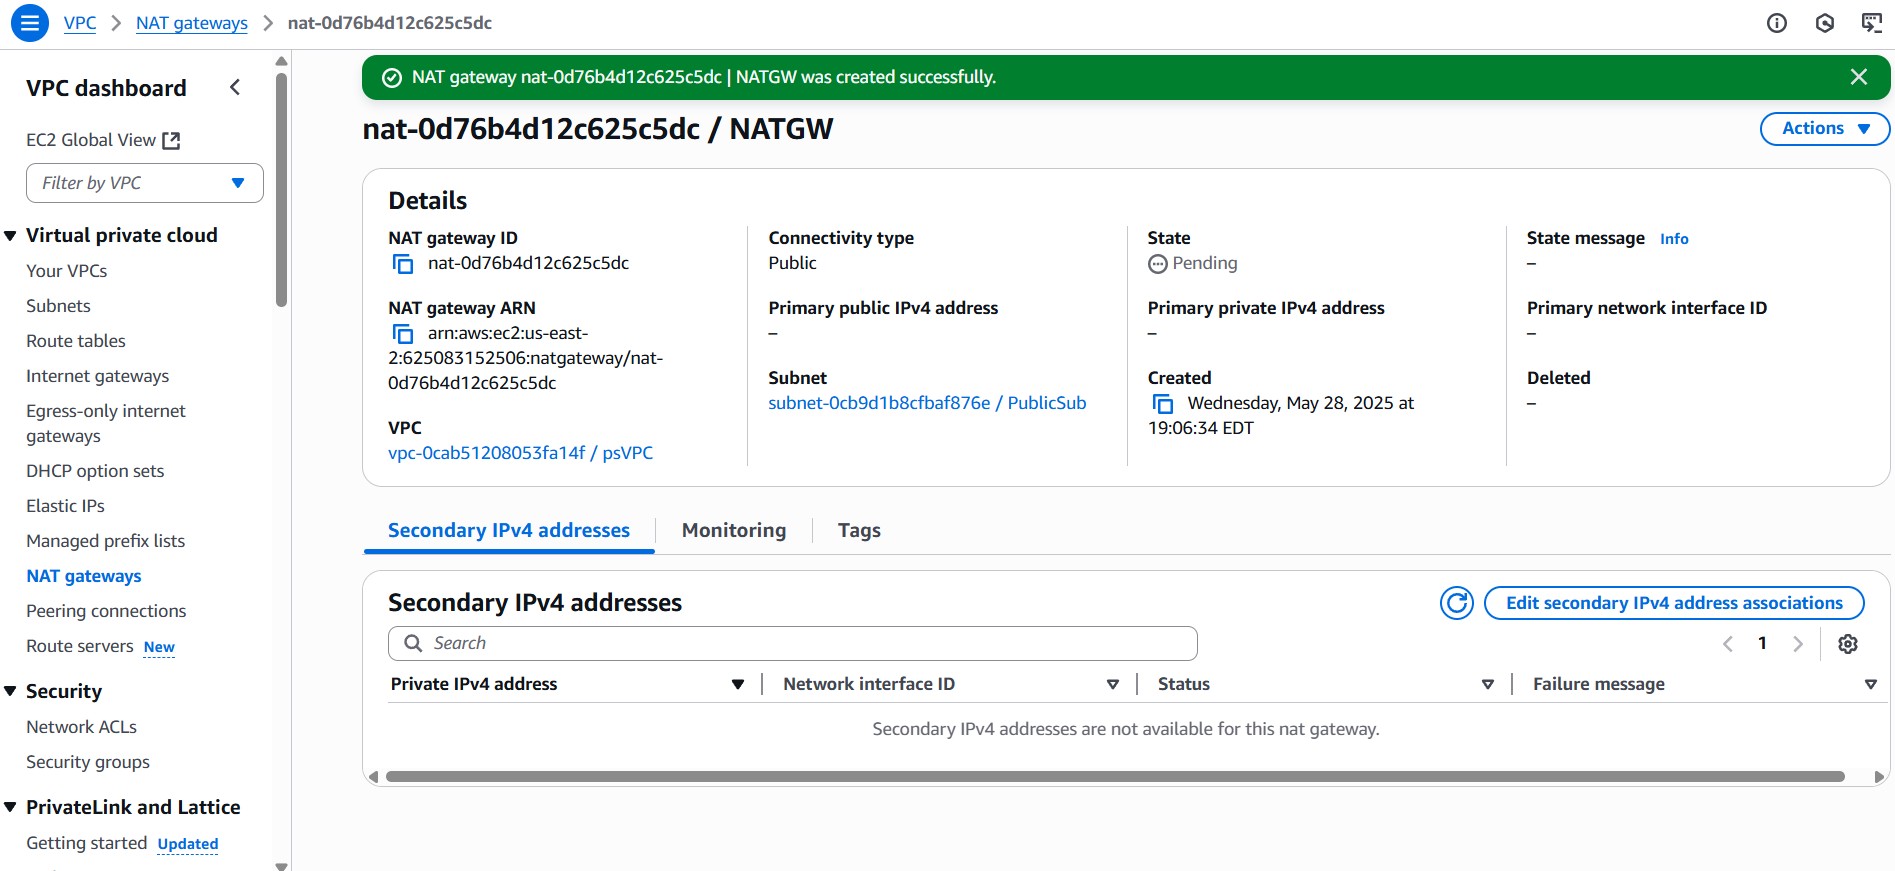 VPC > NAT gateways > nat-0d76b4d12c625c5dc
VPC dashboard
EC2 Global View
Filter by VPC
Virtual private cloud
Your VPCs
Subnets
Route tables
Internet gateways
Egress-only internet
gateways
DHCP option sets
Elastic IPs
Managed prefix lists
NAT gateways
Peering connections
Route servers New
Security
Network ACLs
Security groups
PrivateLink and Lattice
Getting started Updated
NAT gateway nat-0d76b4d12c625c5dc | NATGW was created successfully.
nat-0d76b4d12c625c5dc / NATGW
Actions
Details
NAT gateway ID
nat-0d76b4d12c625c5dc
NAT gateway ARN
arn:aws:ec2:us-east-
2:625083152506:natgateway/nat-
0d76b4d12c625c5dc
VPC
vpc-0cab51208053fa14f / psVPC
Connectivity type
Public
Primary public IPv4 address
–
Subnet
subnet-0cb9d1b8cfbaf876e / PublicSub
State
Pending
Primary private IPv4 address
–
Created
Wednesday, May 28, 2025 at
19:06:34 EDT
State message Info
–
Primary network interface ID
–
Deleted
–
Secondary IPv4 addresses
Monitoring
Tags
Secondary IPv4 addresses
Edit secondary IPv4 address associations
Search
1
Private IPv4 address
Network interface ID
Status
Failure message
Secondary IPv4 addresses are not available for this nat gateway.